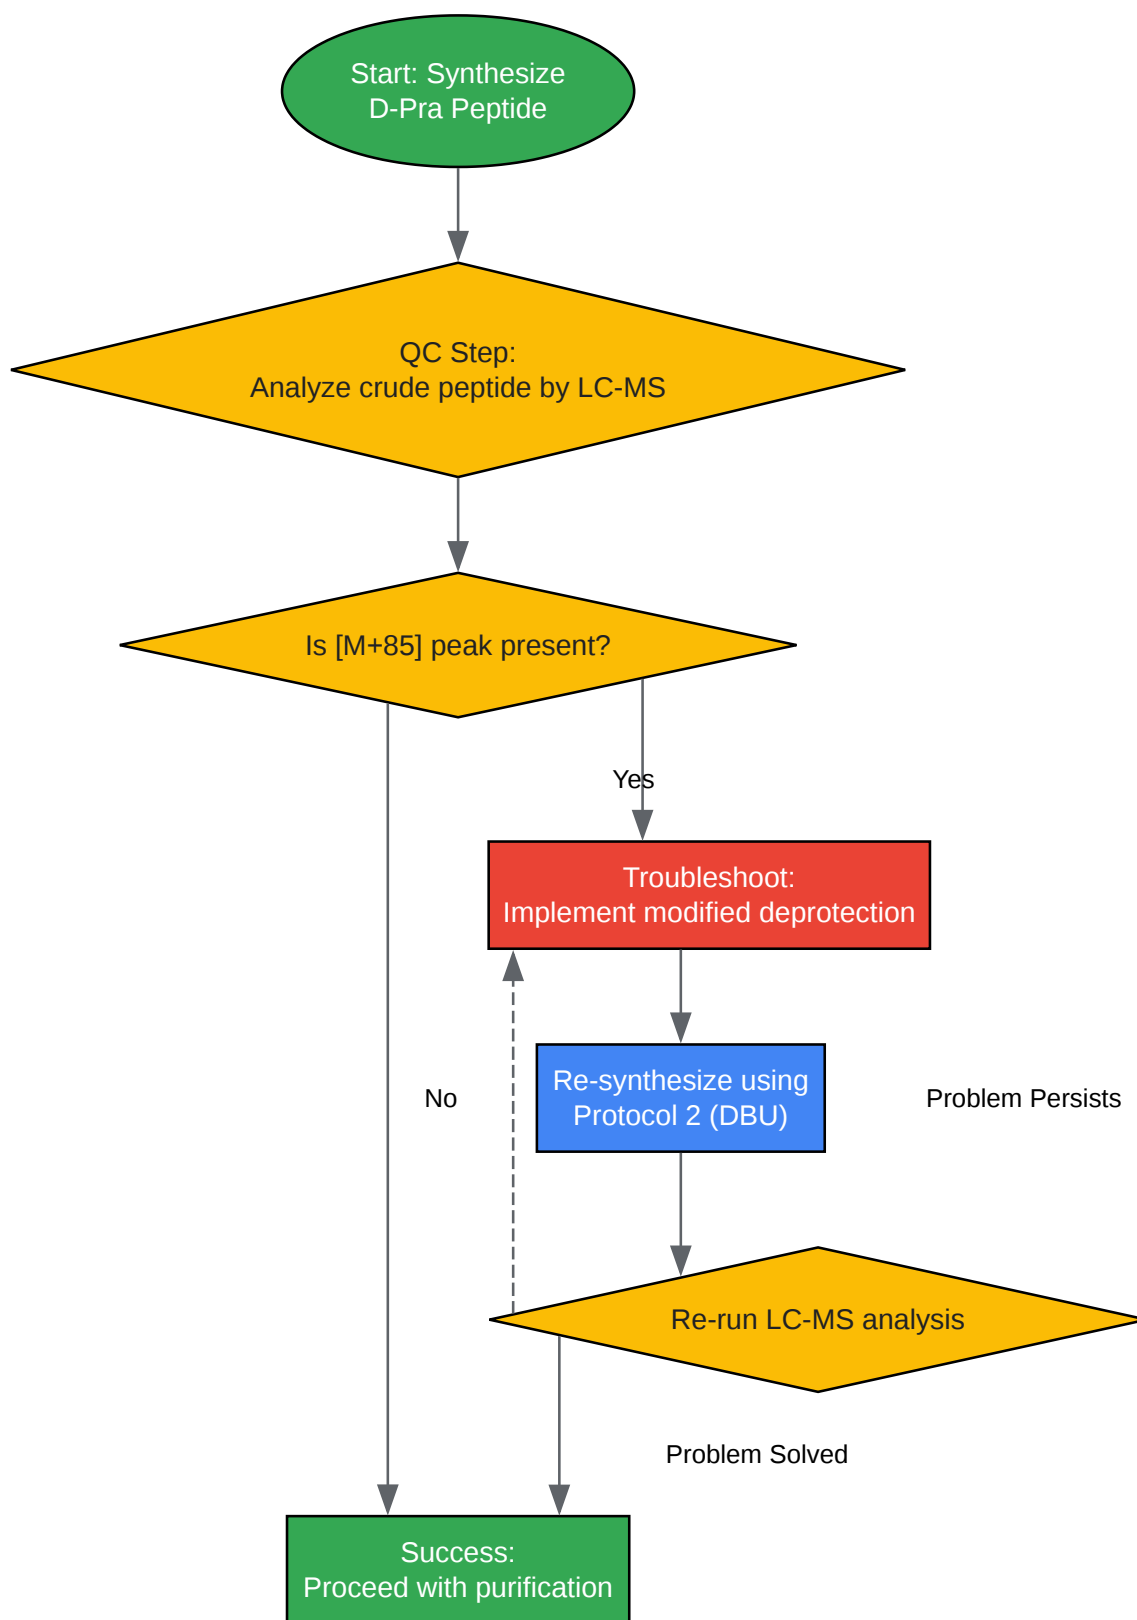 Start: Synthesize
D-Pra Peptide
QC Step:
Analyze crude peptide by LC-MS
Is [M+85] peak present?
Yes
Troubleshoot:
Implement modified deprotection
No
Re-synthesize using
Protocol 2 (DBU)
Problem Persists
Re-run LC-MS analysis
Problem Solved
Success:
Proceed with purification